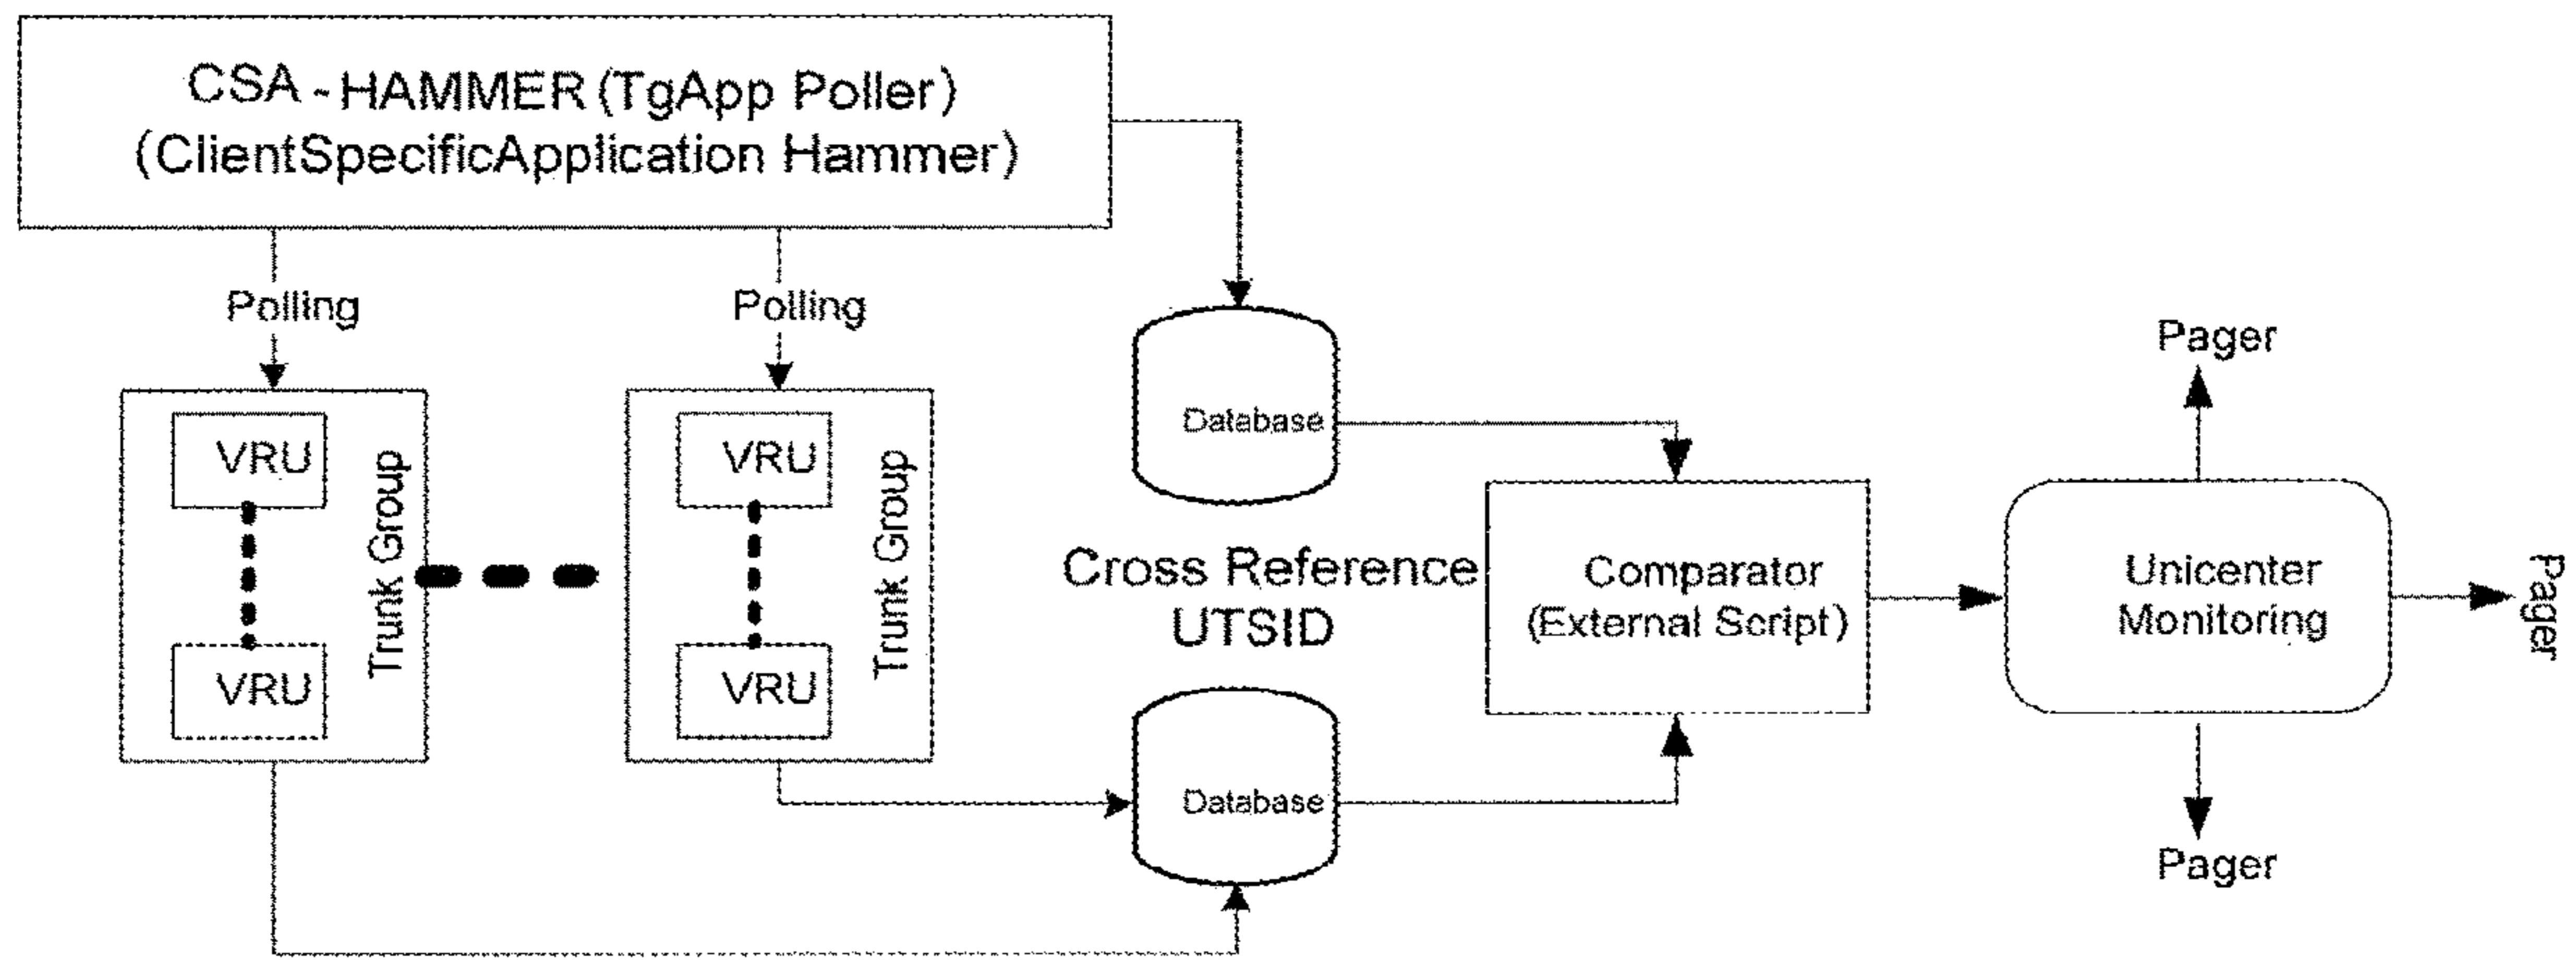 CSA - HAMMER (TgApp Poller)
(ClientSpecificApplication Hammer)
Polling
Polling
VRU
VRU
Trunk Group
VRU
VRU
Trunk Group
Database
Cross Reference
UTSID
Database
Comparator
(External Script)
Unicenter
Monitoring
Pager
Pager
Pager